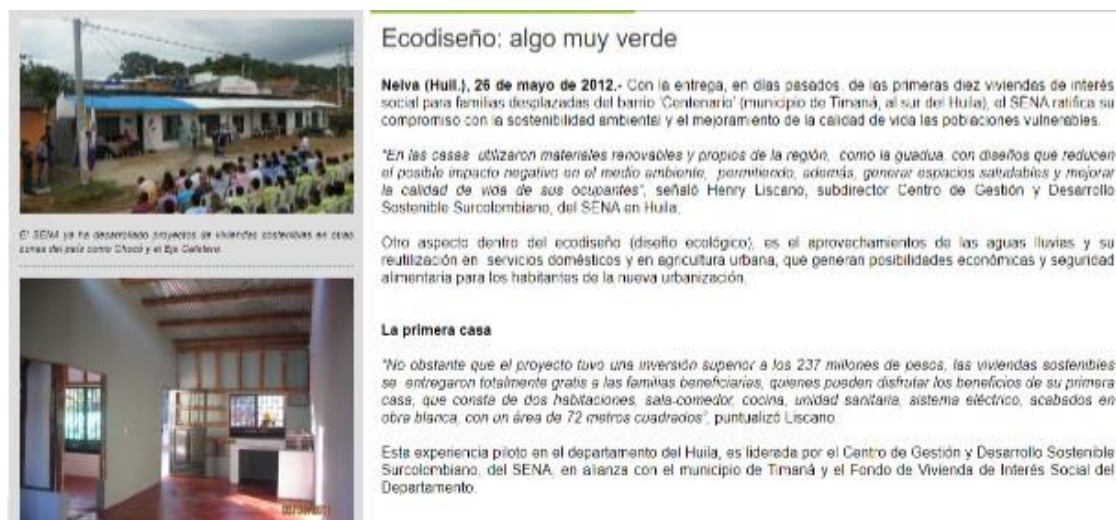 Ecodiseño: algo muy verde
Neiva (Huil.), 26 de mayo de 2012.- Con la entrega, en días pasados, de las primeras diez viviendas de interés
social para familias desplazadas del barrio 'Centenario' (municipio de Timaná, al sur del Huila), el SENA ratifica su
compromiso con la sostenibilidad ambiental y el mejoramiento de la calidad de vida las poblaciones vulnerables.
"En las casas utilizaron materiales renovables y propios de la región, como la guadua, con diseños que reducen
el posible impacto negativo en el medio ambiente, permitiendo, además, generar espacios saludables y mejorar
la calidad de vida de sus ocupantes", señaló Henry Liscano, subdirector Centro de Gestión y Desarrollo
Sostenible Surcolombiano, del SENA en Huila.
Otro aspecto dentro del ecodiseño (diseño ecológico), es el aprovechamientos de las aguas lluvias y su
reutilización en servicios domésticos y en agricultura urbana, que generan posibilidades económicas y seguridad
alimentaria para los habitantes de la nueva urbanización.
La primera casa
"No obstante que el proyecto tuvo una inversión superior a los 237 millones de pesos, las viviendas sostenibles
se entregaron totalmente gratis a las familias beneficiarias, quienes pueden disfrutar los beneficios de su primera
casa, que consta de dos habitaciones, sala-comedor, cocina, unidad sanitaria, sistema eléctrico, acabados en
obra blanca, con un área de 72 metros cuadrados", puntualizó Liscano.
Esta experiencia piloto en el departamento del Huila, es liderada por el Centro de Gestión y Desarrollo Sostenible
Surcolombiano, del SENA, en alianza con el municipio de Timaná y el Fondo de Vivienda de Interés Social del
Departamento.
El SENA ya ha desarrollado proyectos de viviendas sostenibles en otras
zonas del país como Chocó y el Eje Cafetero.